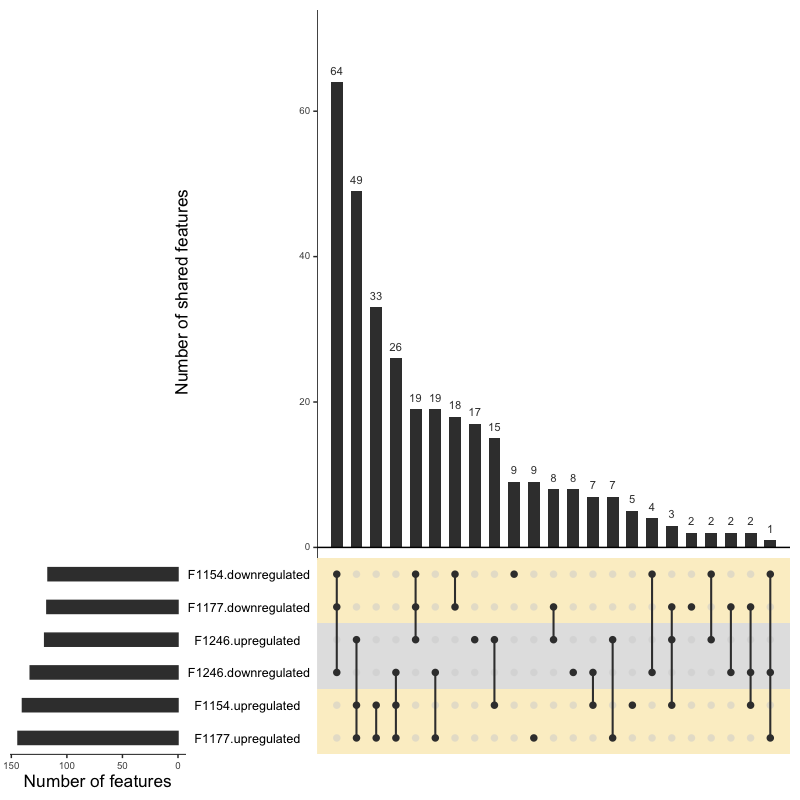 Number of shared features
60
40
20
0
64
49
33
26
19 19 18 17 15 9 9 8 8 7 7 5 4 3 2 2 2 2 1
F1154.downregulated
F1177.downregulated
F1246.upregulated
F1246.downregulated
F1154.upregulated
F1177.upregulated
150 100 50 0
Number of features